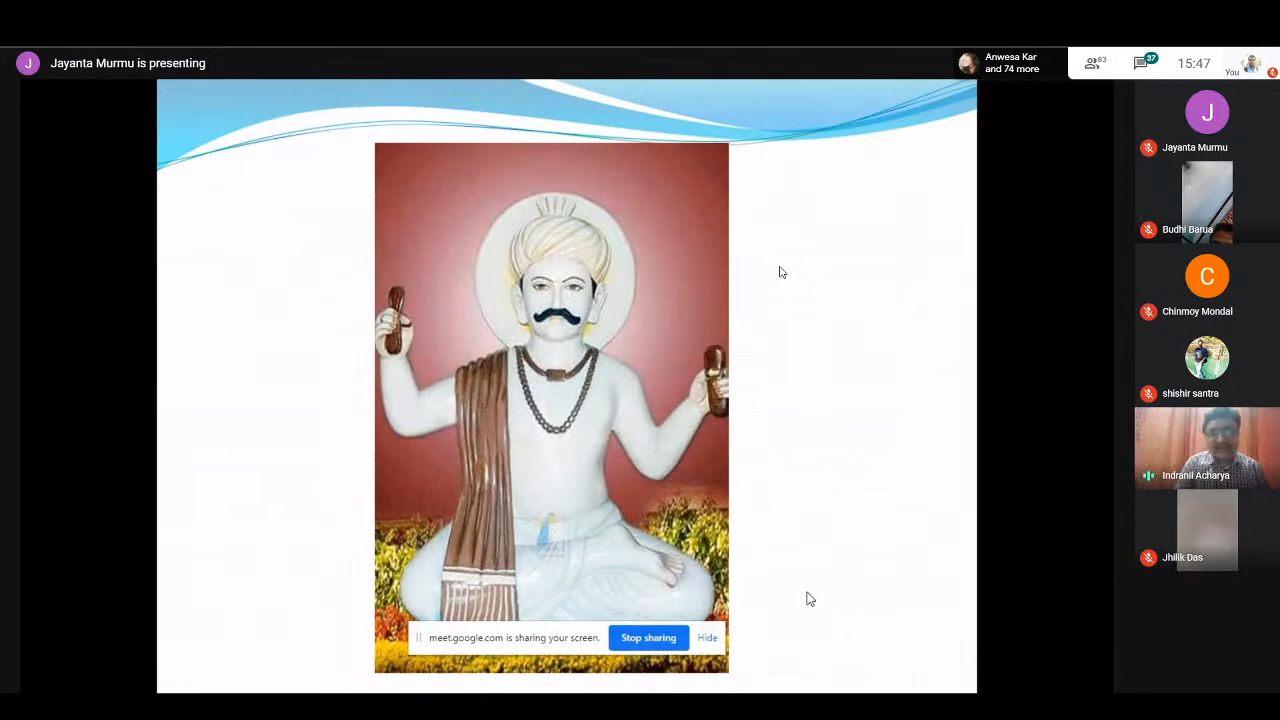 J
Jayanta Murmu is presenting
Anwesa Kar
and 74 more
83
37
15:47
You
J
Jayanta Murmu
Budhi Barua
C
Chinmoy Mondal
shishir santra
Indranil Acharya
Jhilik Das
meet.google.com is sharing your screen.
Stop sharing
Hide